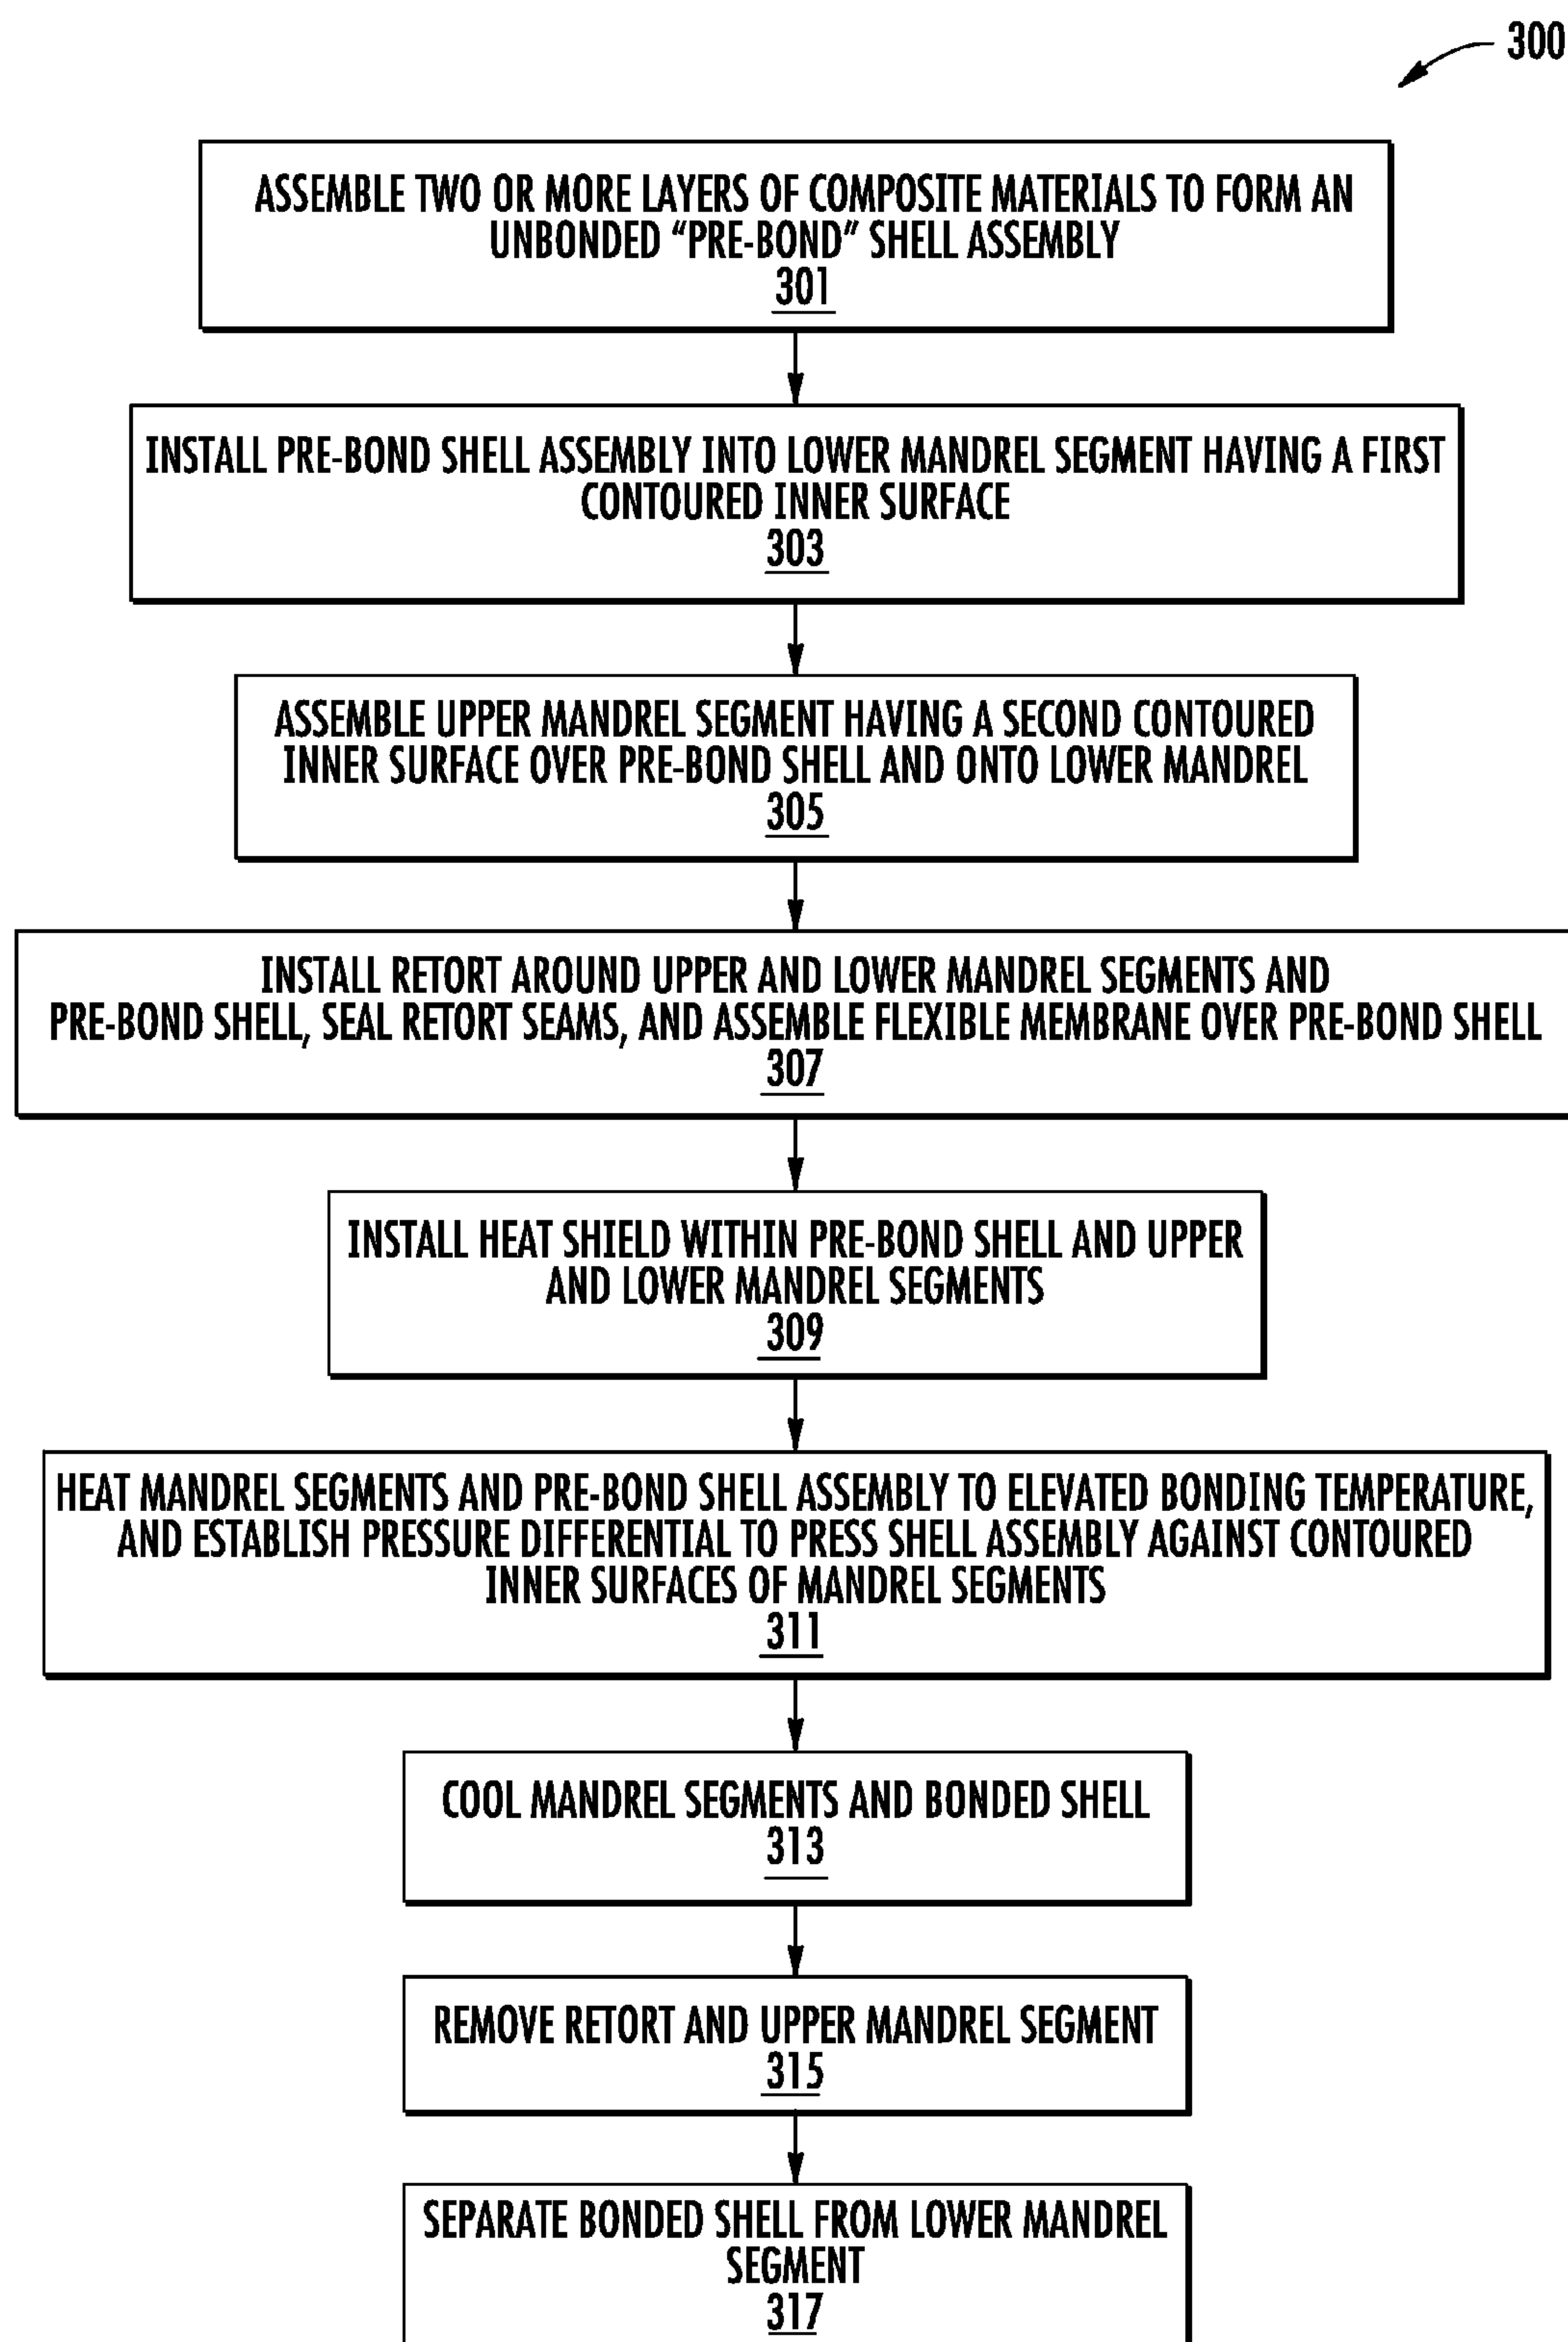 300
ASSEMBLE TWO OR MORE LAYERS OF COMPOSITE MATERIALS TO FORM AN
UNBONDED “PRE-BOND” SHELL ASSEMBLY
301
INSTALL PRE-BOND SHELL ASSEMBLY INTO LOWER MANDREL SEGMENT HAVING A FIRST
CONTOURED INNER SURFACE
303
ASSEMBLE UPPER MANDREL SEGMENT HAVING A SECOND CONTOURED
INNER SURFACE OVER PRE-BOND SHELL AND ONTO LOWER MANDREL
305
INSTALL RETORT AROUND UPPER AND LOWER MANDREL SEGMENTS AND
PRE-BOND SHELL, SEAL RETORT SEAMS, AND ASSEMBLE FLEXIBLE MEMBRANE OVER PRE-BOND SHELL
307
INSTALL HEAT SHIELD WITHIN PRE-BOND SHELL AND UPPER
AND LOWER MANDREL SEGMENTS
309
HEAT MANDREL SEGMENTS AND PRE-BOND SHELL ASSEMBLY TO ELEVATED BONDING TEMPERATURE,
AND ESTABLISH PRESSURE DIFFERENTIAL TO PRESS SHELL ASSEMBLY AGAINST CONTOURED
INNER SURFACES OF MANDREL SEGMENTS
311
COOL MANDREL SEGMENTS AND BONDED SHELL
313
REMOVE RETORT AND UPPER MANDREL SEGMENT
315
SEPARATE BONDED SHELL FROM LOWER MANDREL
SEGMENT
317